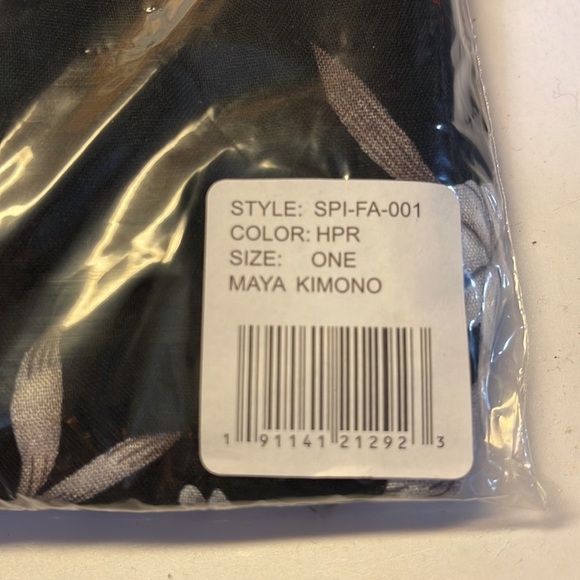 STYLE: SPI-FA-001
COLOR: HPR
SIZE: ONE
MAYA KIMONO
1 91141 21292 3